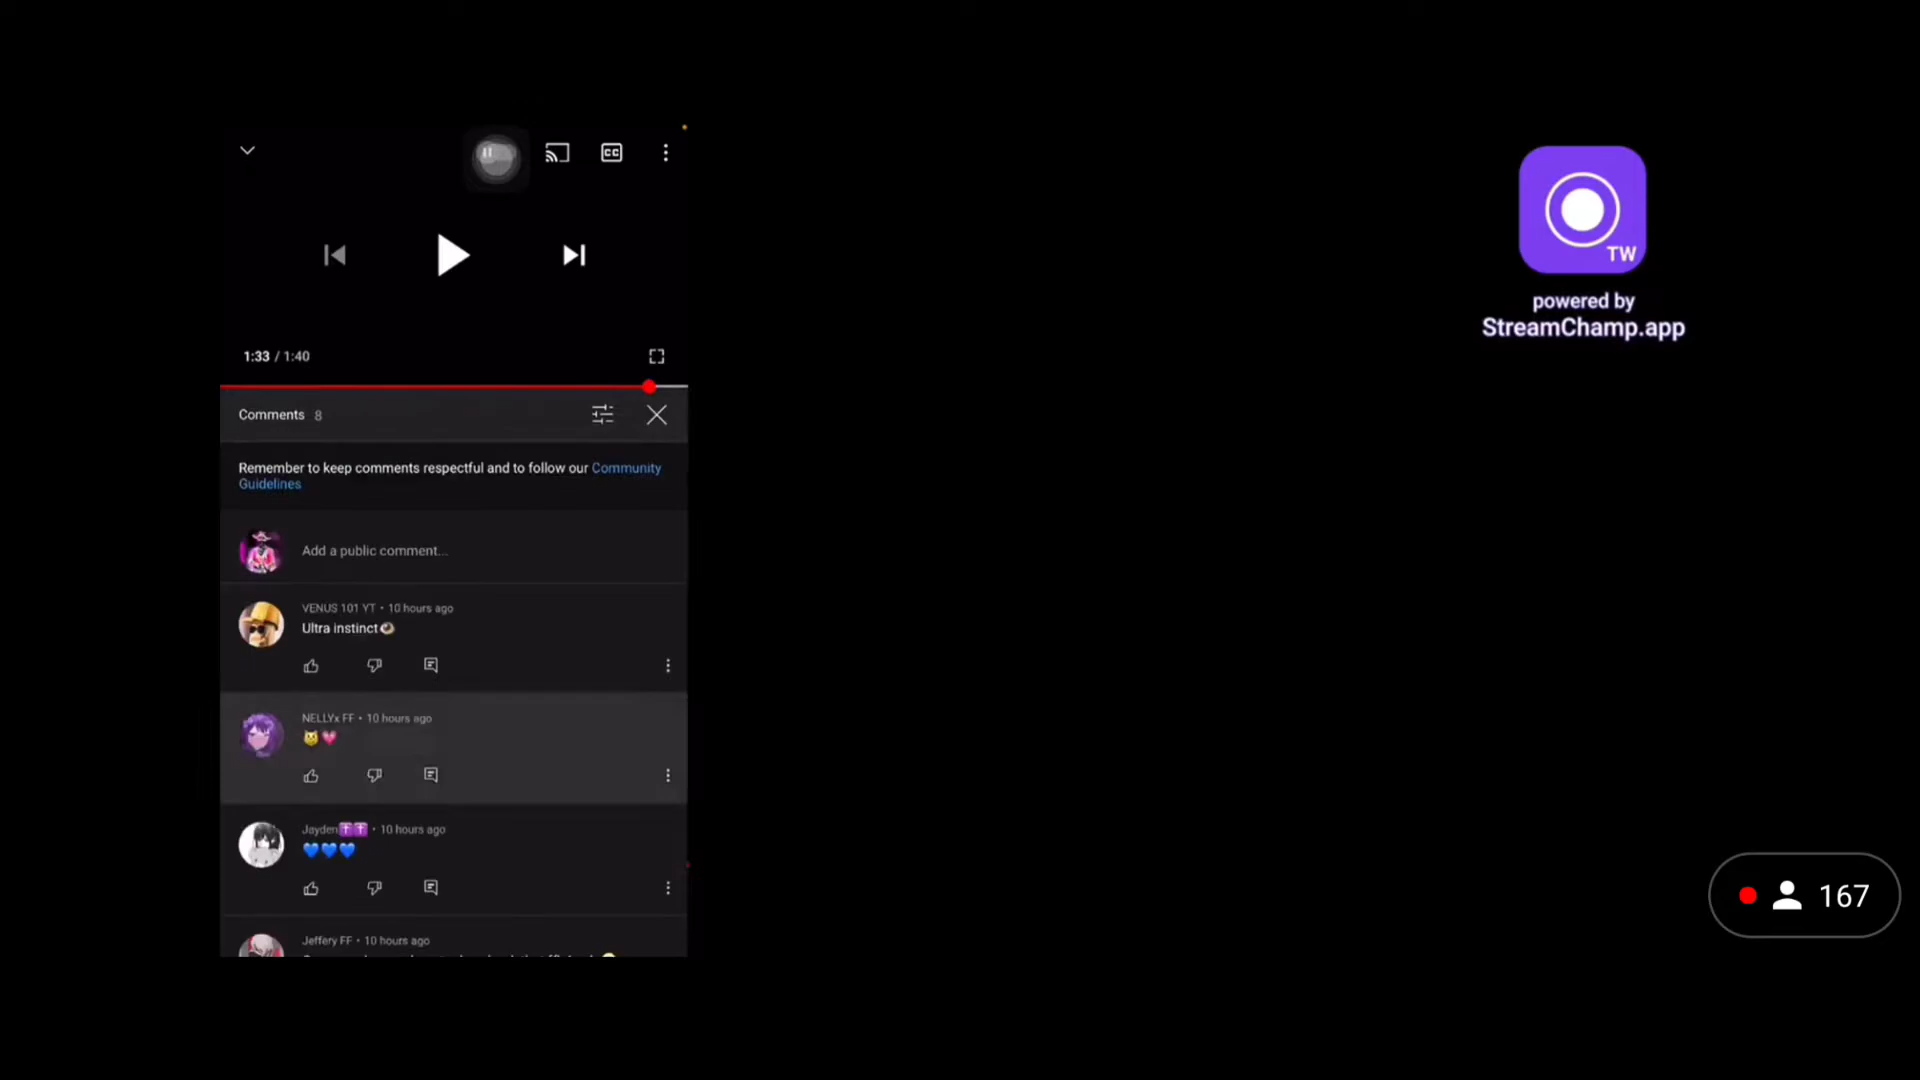 TW
powered by
StreamChamp.app
CC
1:33 / 1:40
Comments 8
Remember to keep comments respectful and to follow our Community
Guidelines
Add a public comment...
VENUS 101 YT • 10 hours ago
Ultra instinct👁
NELLYx FF • 10 hours ago
😺💗
Jayden✝️✝️ • 10 hours ago
💙💙💙
Jeffery FF • 10 hours ago
167